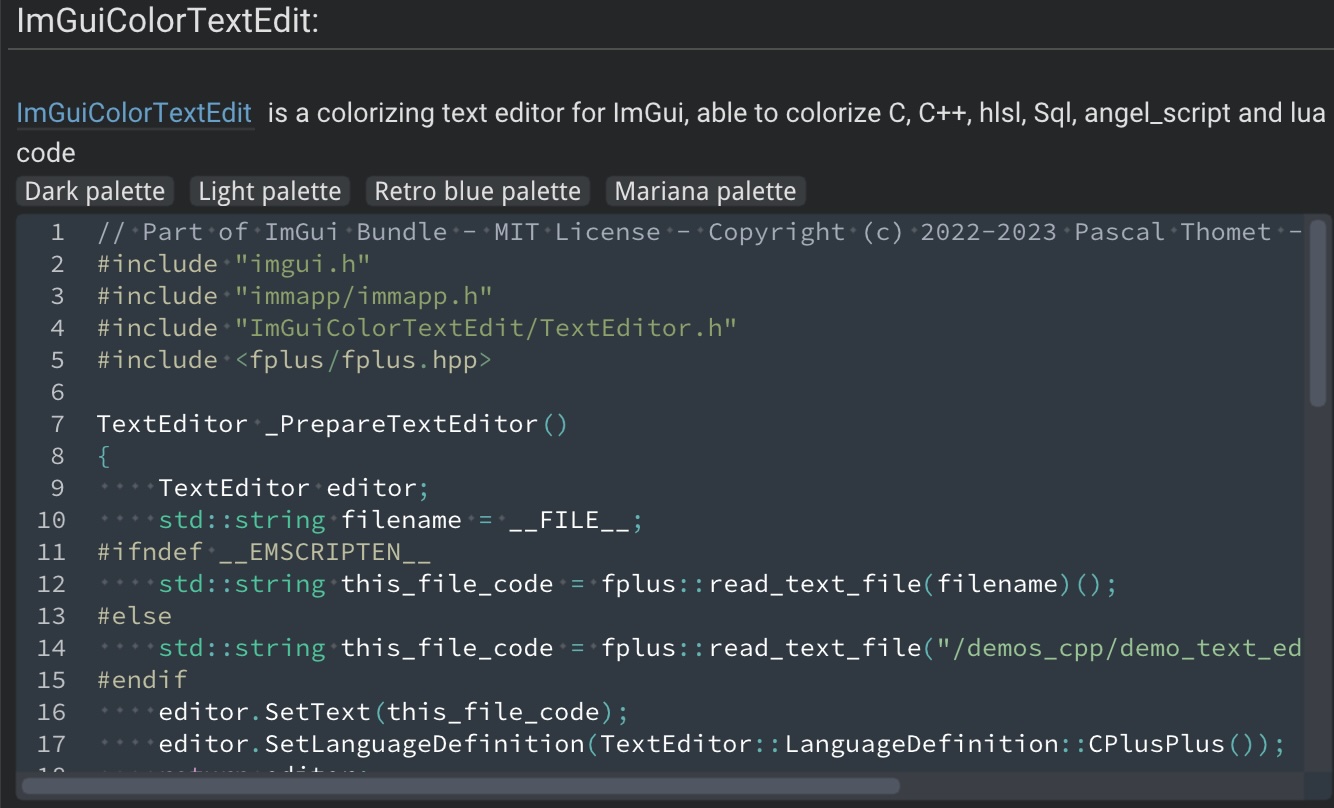 ImGuiColorTextEdit:
ImGuiColorTextEdit is a colorizing text editor for ImGui, able to colorize C, C++, hlsl, Sql, angel_script and lua
code
Dark palette Light palette Retro blue palette Mariana palette
1 // Part of ImGui Bundle - MIT License - Copyright (c) 2022-2023 Pascal Thomet -
2 #include "imgui.h"
3 #include "immapp/immapp.h"
4 #include "ImGuiColorTextEdit/TextEditor.h"
5 #include <fplus/fplus.hpp>
6
7 TextEditor _PrepareTextEditor()
8 {
9     TextEditor editor;
10     std::string filename = __FILE__;
11 #ifndef __EMSCRIPTEN__
12     std::string this_file_code = fplus::read_text_file(filename)();
13 #else
14     std::string this_file_code = fplus::read_text_file("/demos_cpp/demo_text_ed
15 #endif
16     editor.SetText(this_file_code);
17     editor.SetLanguageDefinition(TextEditor::LanguageDefinition::CPlusPlus());